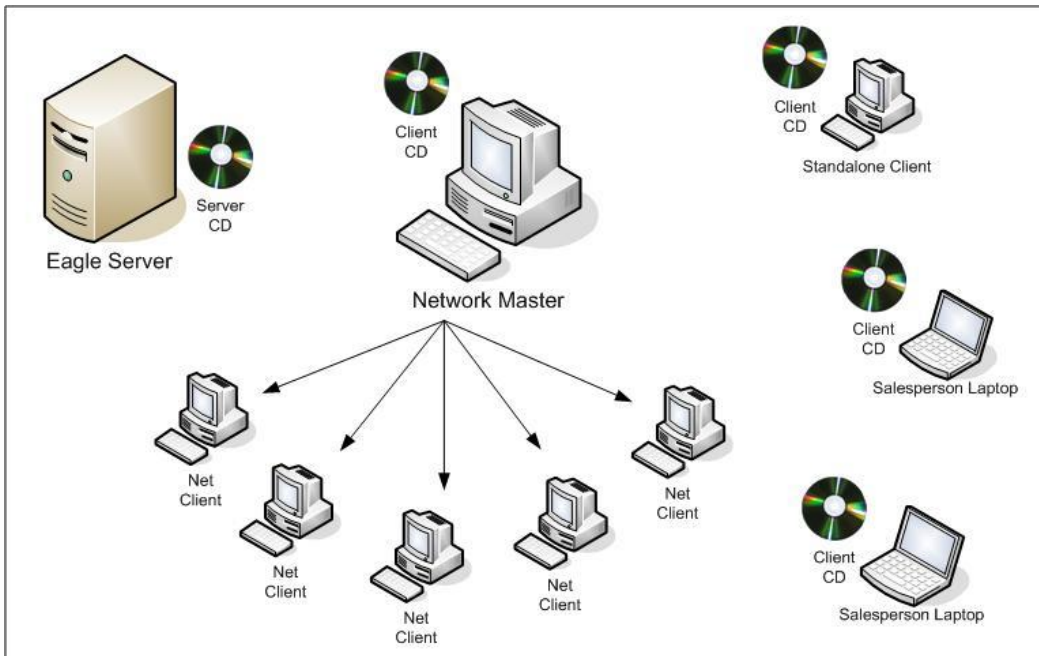 Server
CD
Eagle Server
Client
CD
Network Master
Client
CD
Standalone Client
Client
CD
Salesperson Laptop
Client
CD
Salesperson Laptop
Net
Client
Net
Client
Net
Client
Net
Client
Net
Client